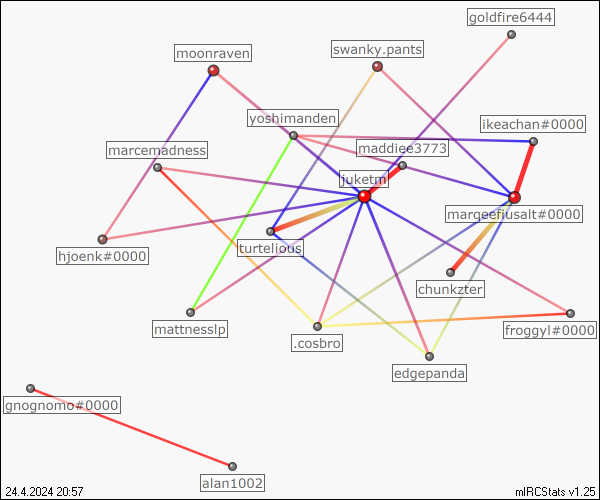 goldfire6444
moonraven
swanky.pants
yoshimanden
ikeachan#0000
marcemadness
maddiee3773
juketm
margeefjusalt#0000
turtelious
hjoenk#0000
chunkzter
mattnesslp
.cosbro
froggyl#0000
edgepanda
gnognomo#0000
alan1002
24.4.2024 20:57
mIRCStats v1.25